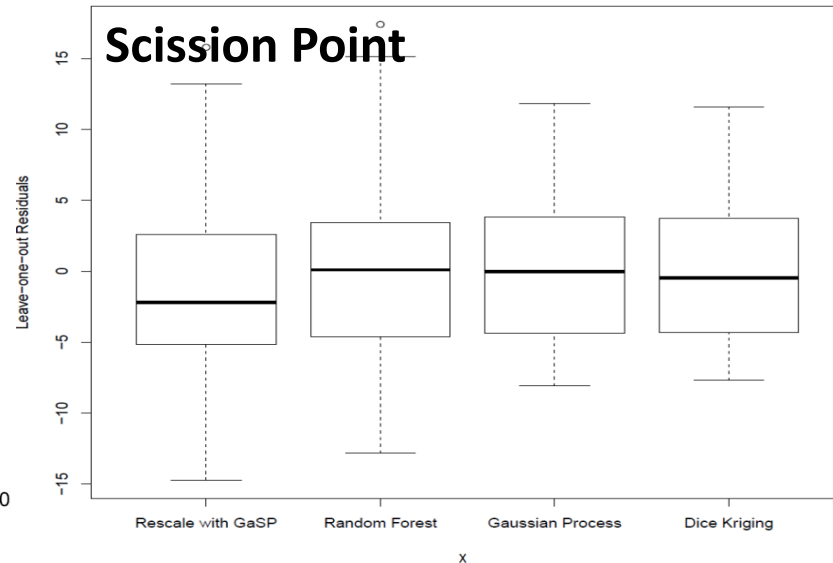 Scission Point
Leave−one−out Residuals
15
10
5
0
−5
−10
−15
0
Rescale with GaSP
Random Forest
Gaussian Process
Dice Kriging
x